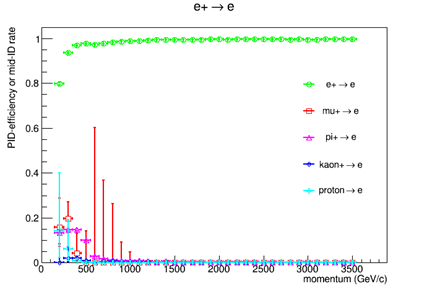 e+ → e
PID-efficiency or mid-ID rate
1
0.8
0.6
0.4
0.2
0
e+ → e
mu+ → e
pi+ → e
kaon+ → e
proton → e
0 500 1000 1500 2000 2500 3000 3500
momentum (GeV/c)